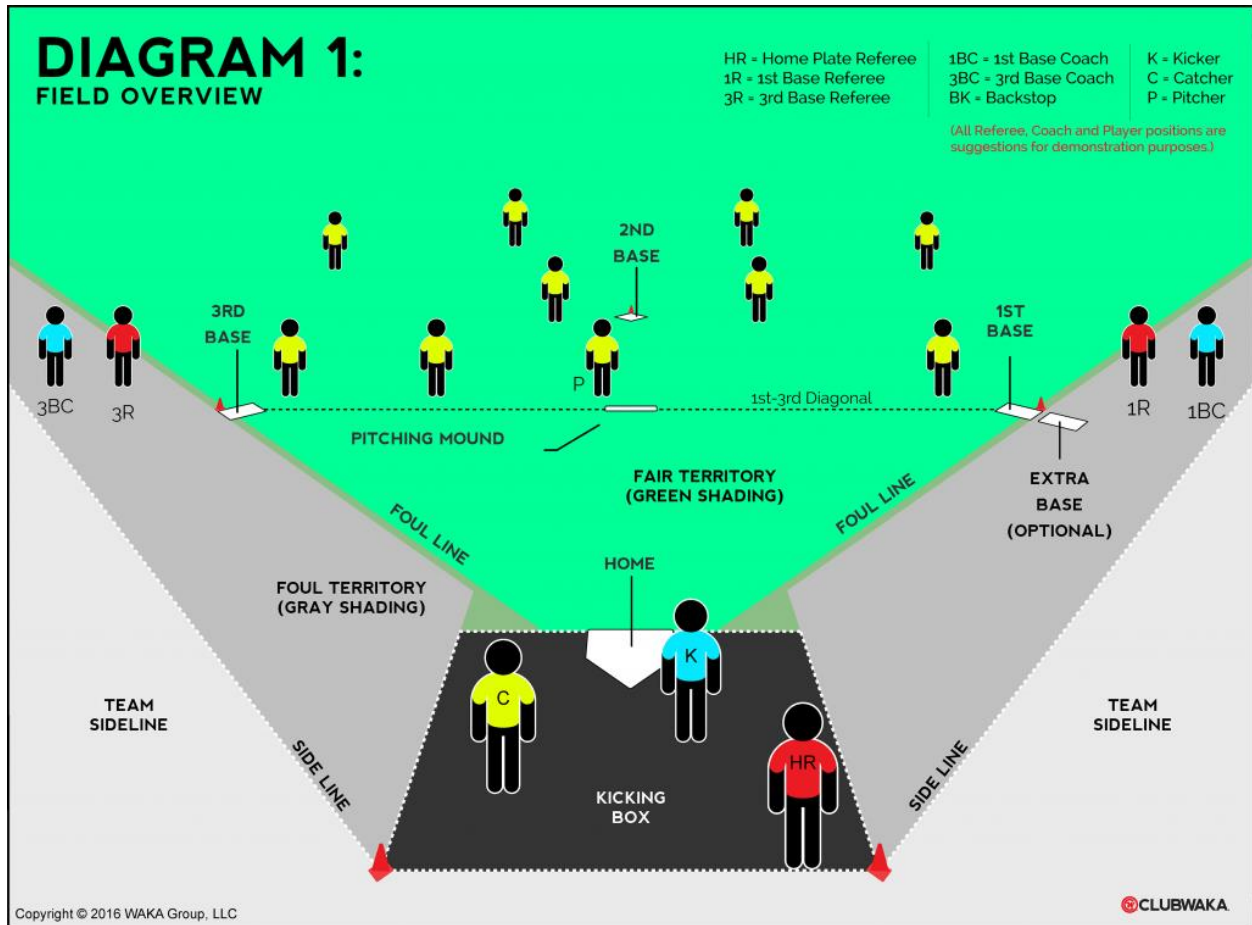 DIAGRAM 1:
FIELD OVERVIEW
HR = Home Plate Referee
1R = 1st Base Referee
3R = 3rd Base Referee
1BC = 1st Base Coach
3BC = 3rd Base Coach
BK = Backstop
K = Kicker
C = Catcher
P = Pitcher
(All Referee, Coach and Player positions are
suggestions for demonstration purposes.)
2ND
BASE
3RD
BASE
1ST
BASE
3BC
3R
P
1st-3rd Diagonal
1R
1BC
PITCHING MOUND
FAIR TERRITORY
(GREEN SHADING)
EXTRA
BASE
(OPTIONAL)
FOUL LINE
FOUL LINE
HOME
FOUL TERRITORY
(GRAY SHADING)
K
C
HR
TEAM
SIDELINE
TEAM
SIDELINE
SIDE LINE
SIDE LINE
KICKING
BOX
Copyright © 2016 WAKA Group, LLC
CLUBWAKA.